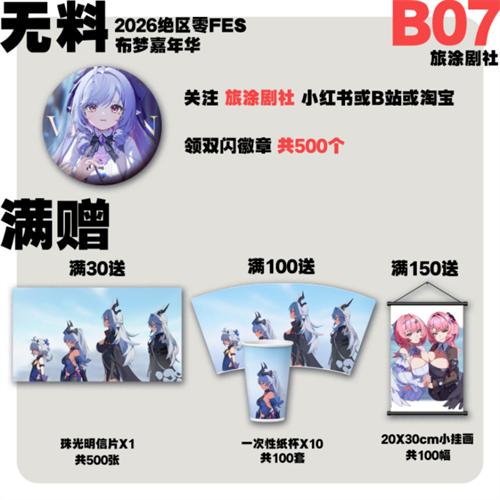 无料
2026绝区零FES
布梦嘉年华
B07
旅涂剧社
关注 旅涂剧社 小红书或B站或淘宝
领双闪徽章 共500个
满赠
满30送
满100送
满150送
珠光明信片X1
共500张
一次性纸杯X10
共100套
20X30cm小挂画
共100幅